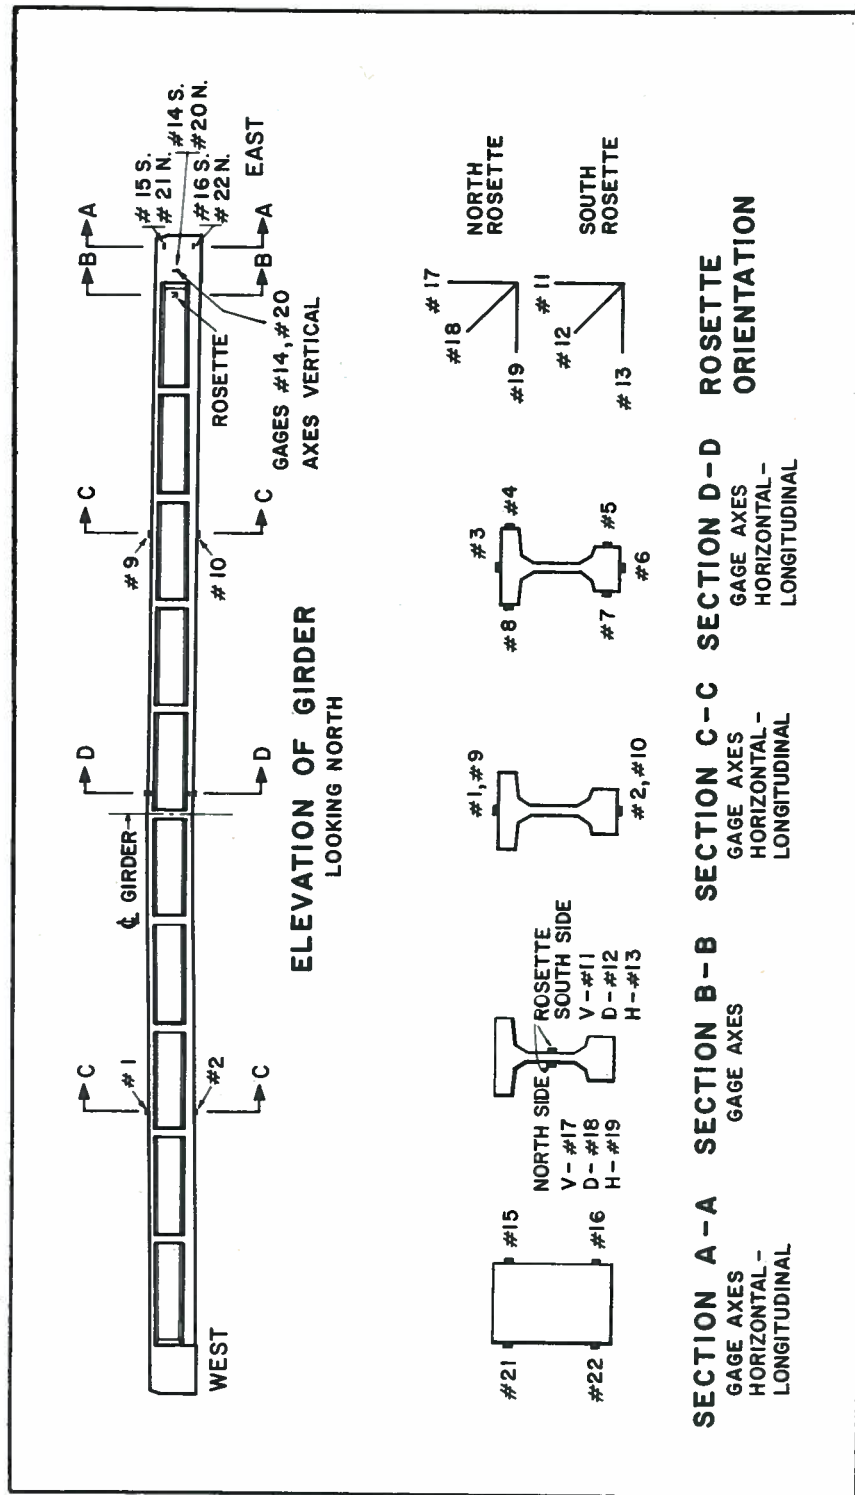 A
B
# 15 S.
# 21 N.
# 14 S.
# 20 N.
# 16 S.
# 22 N.
EAST
A
B
C
D
C
#1
#9
℄ GIRDER
WEST
#2
C
D
#10
C
ROSETTE
GAGES #14, #20
AXES VERTICAL
ELEVATION OF GIRDER
LOOKING NORTH
#21
#15
#22
#16
SECTION A-A
GAGE AXES
HORIZONTAL-
LONGITUDINAL
NORTH SIDE
V - #17
D - #18
H - #19
ROSETTE
SOUTH SIDE
V - #11
D - #12
H - #13
SECTION B-B
GAGE AXES
#1, #9
#2, #10
SECTION C-C
GAGE AXES
HORIZONTAL-
LONGITUDINAL
#3
#8
#4
#7
#5
#6
SECTION D-D
GAGE AXES
HORIZONTAL-
LONGITUDINAL
#17
#18
#19
NORTH
ROSETTE
#11
#12
#13
SOUTH
ROSETTE
ROSETTE
ORIENTATION